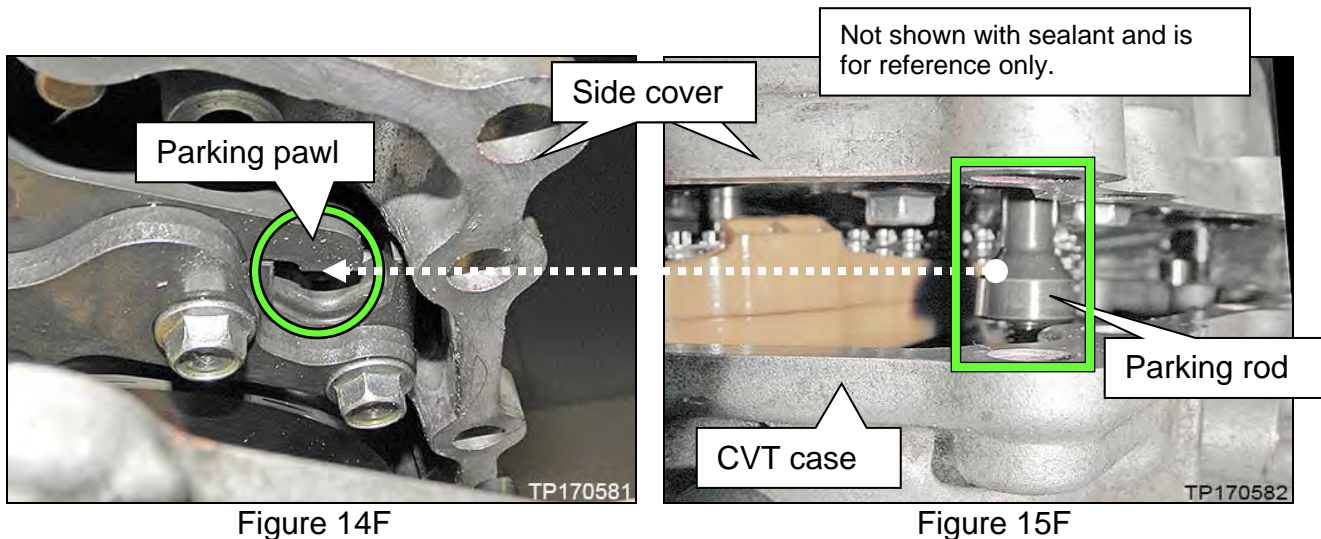 Not shown with sealant and is
for reference only.
Side cover
Parking pawl
Parking rod
CVT case
TP170581
TP170582
Figure 14F
Figure 15F